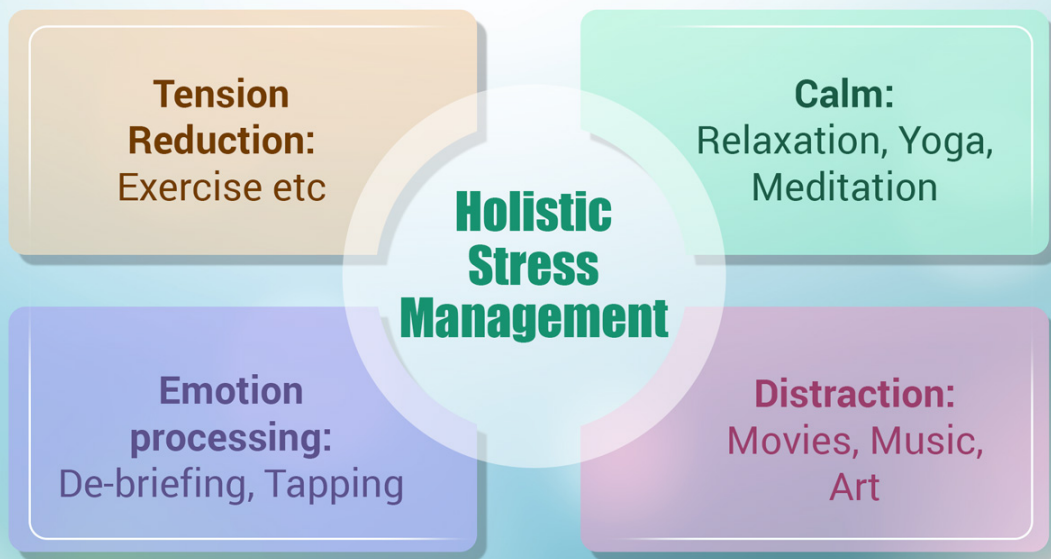 Tension
Reduction:
Exercise etc
Calm:
Relaxation, Yoga,
Meditation
Holistic
Stress
Management
Emotion
processing:
De-briefing, Tapping
Distraction:
Movies, Music,
Art